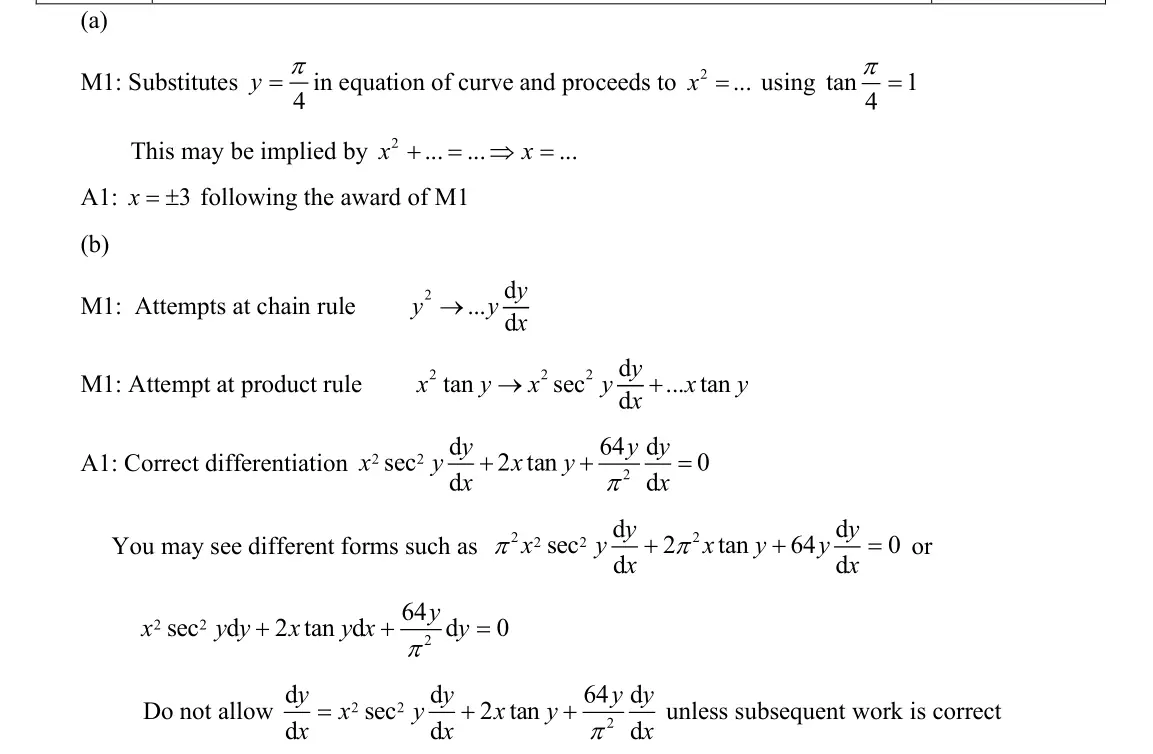 (a)
M1: Substitutes y = π/4 in equation of curve and proceeds to x² = ... using tan π/4 = 1
This may be implied by x² + ... = ... ⇒ x = ...
A1: x = ±3 following the award of M1
(b)
M1: Attempts at chain rule y² → ...y dy/dx
M1: Attempt at product rule x² tan y → x² sec² y dy/dx + ...x tan y
A1: Correct differentiation x² sec² y dy/dx + 2x tan y + 64y/π² dy/dx = 0
You may see different forms such as π²x² sec² y dy/dx + 2π²x tan y + 64y dy/dx = 0 or
x² sec² ydy + 2x tan ydx + 64y/π² dy = 0
Do not allow dy/dx = x² sec² y dy/dx + 2x tan y + 64y/π² dy/dx unless subsequent work is correct